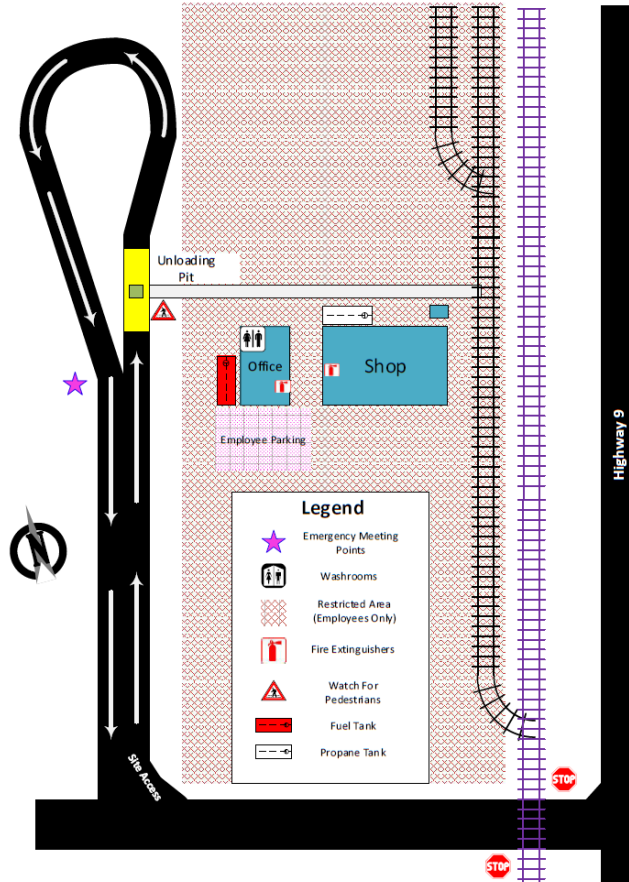 Unloading
Pit
Office
Shop
Employee Parking
Highway 9
N
Legend
Emergency Meeting
Points
Washrooms
Restricted Area
(Employees Only)
Fire Extinguishers
Watch For
Pedestrians
Fuel Tank
Propane Tank
Site Access
STOP
STOP